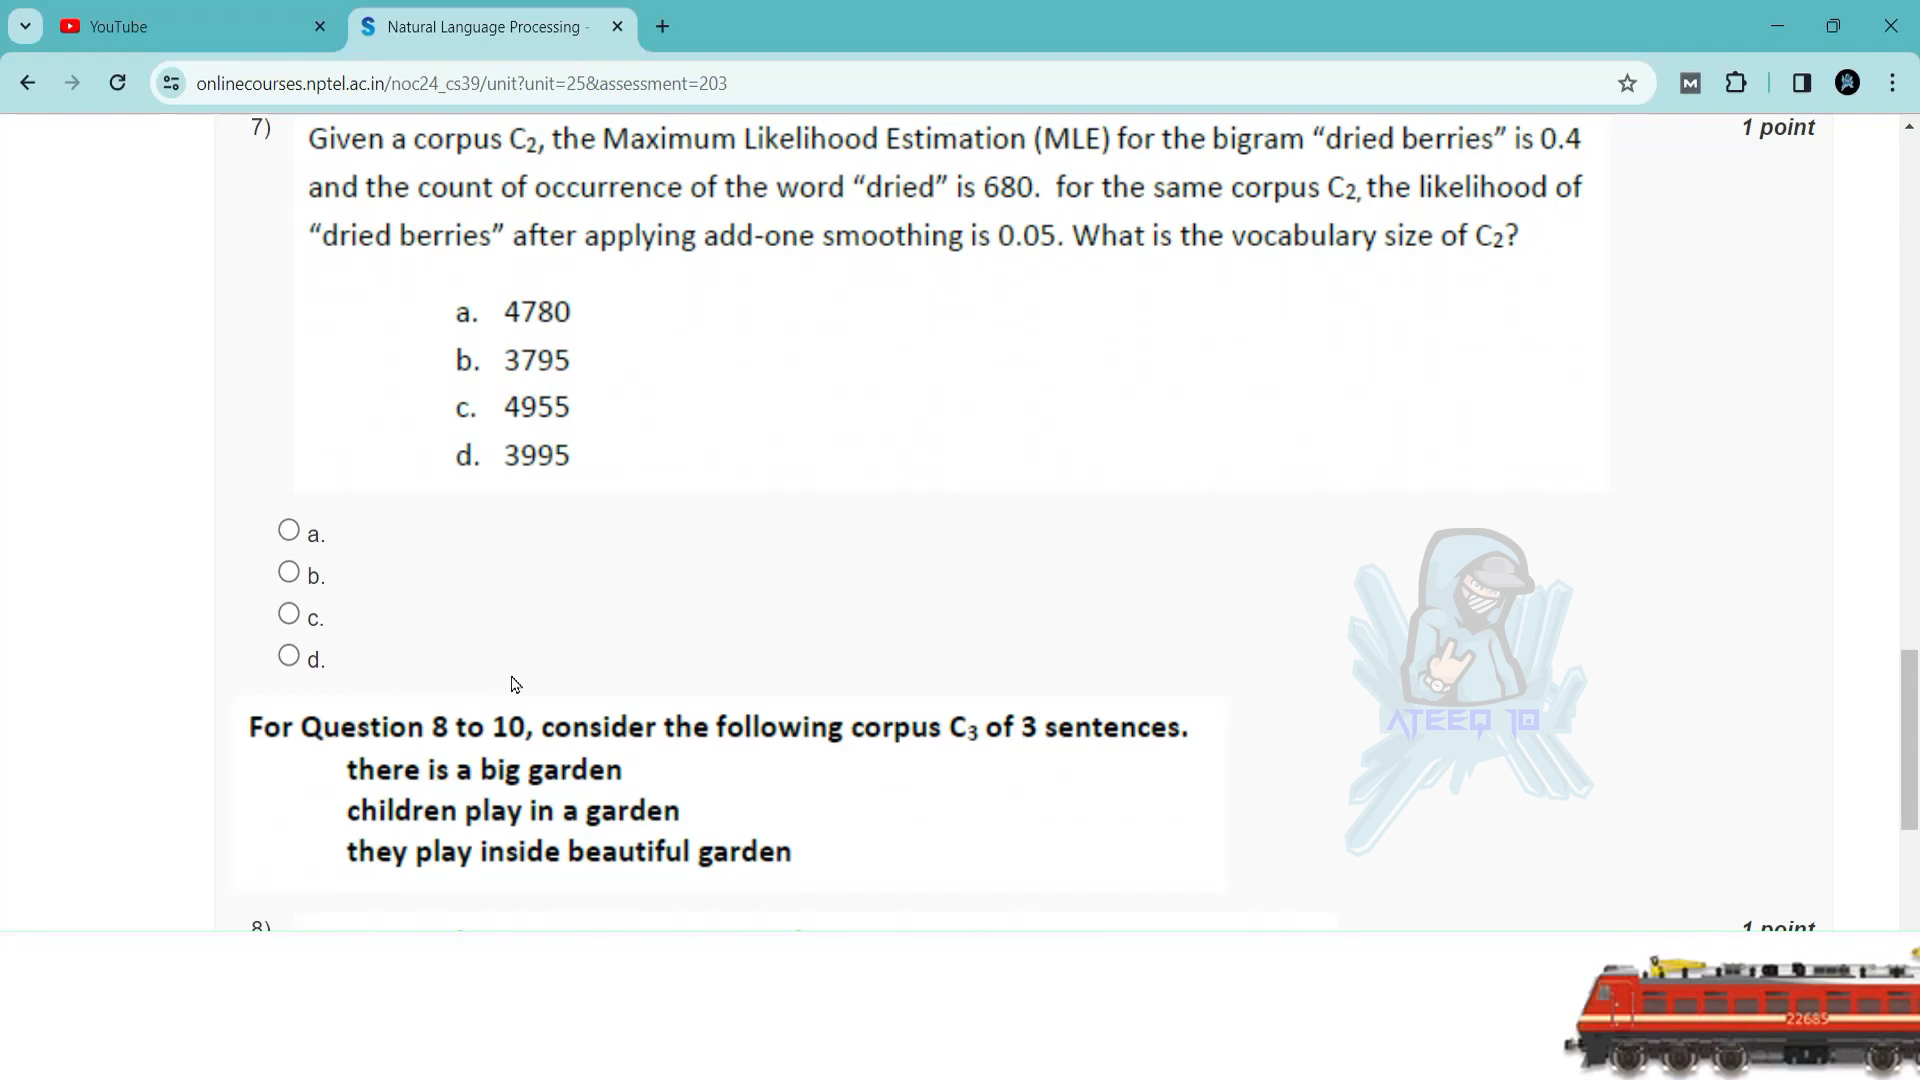 YouTube
Natural Language Processing -
onlinecourses.nptel.ac.in/noc24_cs39/unit?unit=25&assessment=203
M
7)
Given a corpus C₂, the Maximum Likelihood Estimation (MLE) for the bigram “dried berries” is 0.4
1 point
and the count of occurrence of the word “dried” is 680. for the same corpus C₂, the likelihood of
“dried berries” after applying add-one smoothing is 0.05. What is the vocabulary size of C₂?
a. 4780
b. 3795
c. 4955
d. 3995
a.
b.
c.
d.
ATEEQ 10
For Question 8 to 10, consider the following corpus C₃ of 3 sentences.
there is a big garden
children play in a garden
they play inside beautiful garden
8)
1 point
22685